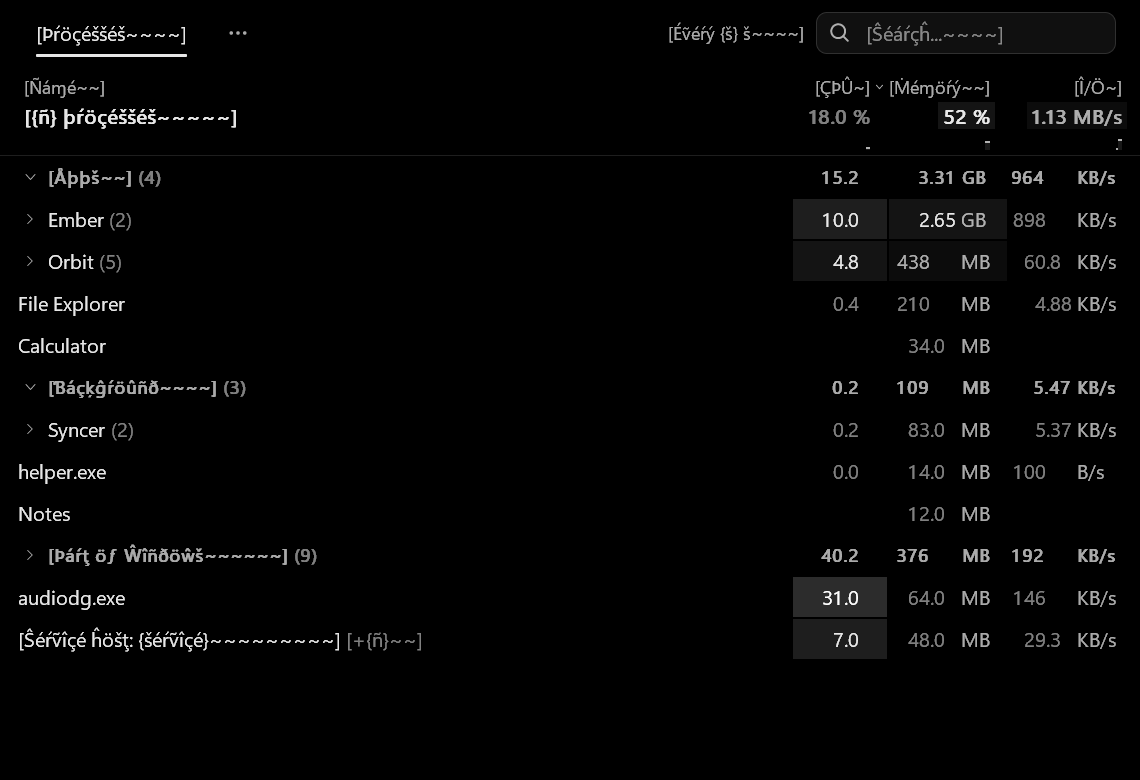 [Þŕöçéššéš~~~~] ··· [Éṽéŕý {š} š~~~~] [Ŝéáŕçĥ...~~~~]
[Ñáɱé~~] [ÇÞÛ~] [Ṁéɱöŕý~~] [Î/Ö~]
[{ñ} þŕöçéššéš~~~~~] 18.0 % 52 % 1.13 MB/s
- - -
[Åþþš~~] (4) 15.2 3.31 GB 964 KB/s
Ember (2) 10.0 2.65 GB 898 KB/s
Orbit (5) 4.8 438 MB 60.8 KB/s
File Explorer 0.4 210 MB 4.88 KB/s
Calculator 34.0 MB
[Ɓáçķĝŕöûñð~~~~] (3) 0.2 109 MB 5.47 KB/s
Syncer (2) 0.2 83.0 MB 5.37 KB/s
helper.exe 0.0 14.0 MB 100 B/s
Notes 12.0 MB
[Þáŕţ öƒ Ŵîñðöŵš~~~~~~] (9) 40.2 376 MB 192 KB/s
audiodg.exe 31.0 64.0 MB 146 KB/s
[Ŝéŕṽîçé ĥöšţ: {šéŕṽîçé}~~~~~~~~~] [+{ñ}~~] 7.0 48.0 MB 29.3 KB/s